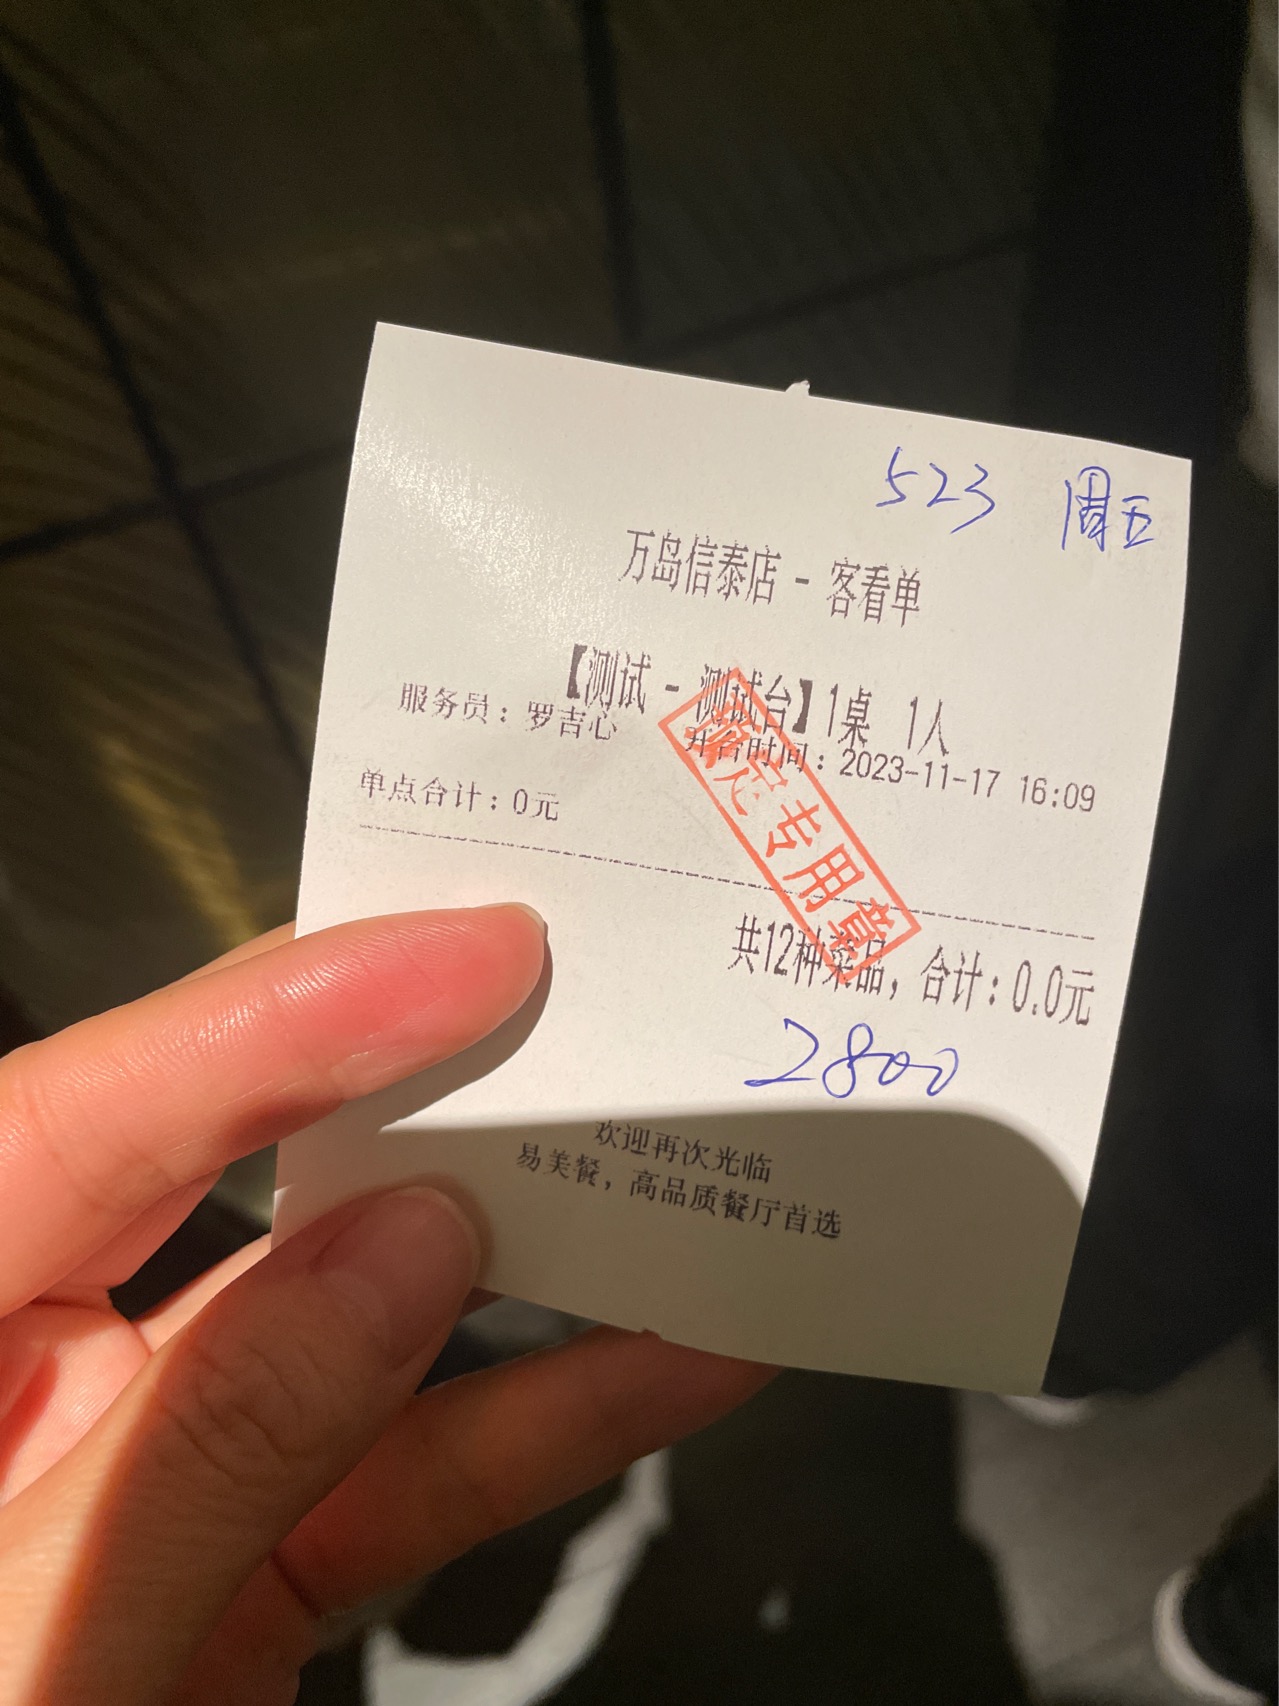 523 周五
万岛信泰店 - 客看单
【测试 - 测试台】1桌 1人
服务员：罗吉心 开台时间：2023-11-17 16:09
单点合计：0元
预定专用章
共12种菜品，合计：0.0元
2800
欢迎再次光临
易美餐，高品质餐厅首选